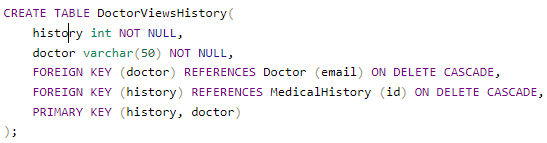 CREATE TABLE DoctorViewsHistory(
    history int NOT NULL,
    doctor varchar(50) NOT NULL,
    FOREIGN KEY (doctor) REFERENCES Doctor (email) ON DELETE CASCADE,
    FOREIGN KEY (history) REFERENCES MedicalHistory (id) ON DELETE CASCADE,
    PRIMARY KEY (history, doctor)
);